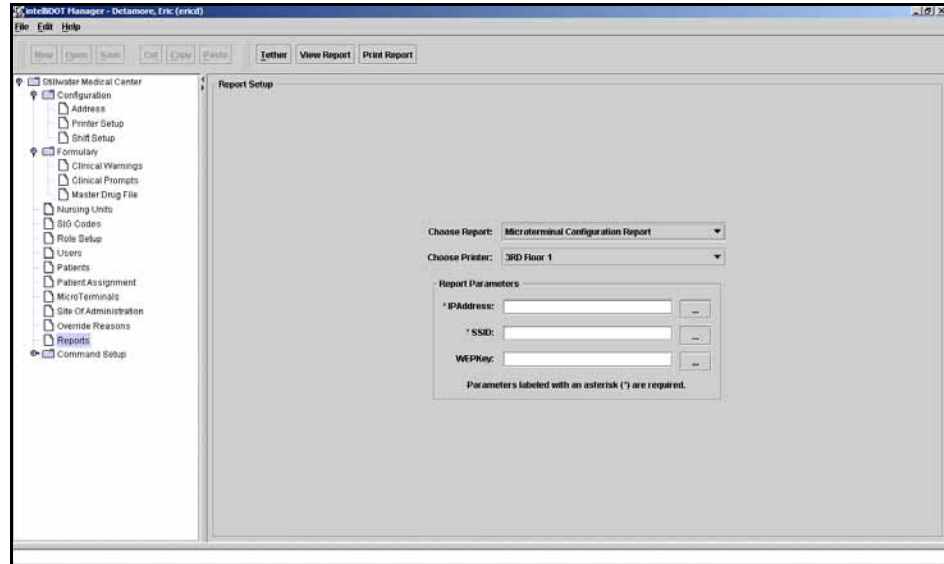 intelliDOT Manager - Detamore, Eric (ericd)
File Edit Help
New Open Save Cut Copy Paste Tether View Report Print Report
Stillwater Medical Center
Configuration
Address
Printer Setup
Shift Setup
Formulary
Clinical Warnings
Clinical Prompts
Master Drug File
Nursing Units
SIG Codes
Role Setup
Users
Patients
Patient Assignment
MicroTerminals
Site Of Administration
Override Reasons
Reports
Command Setup
Report Setup
Choose Report: Microterminal Configuration Report
Choose Printer: 3RD Floor 1
Report Parameters
*IPAddress: ...
*SSID: ...
WEPKey: ...
Parameters labeled with an asterisk (*) are required.